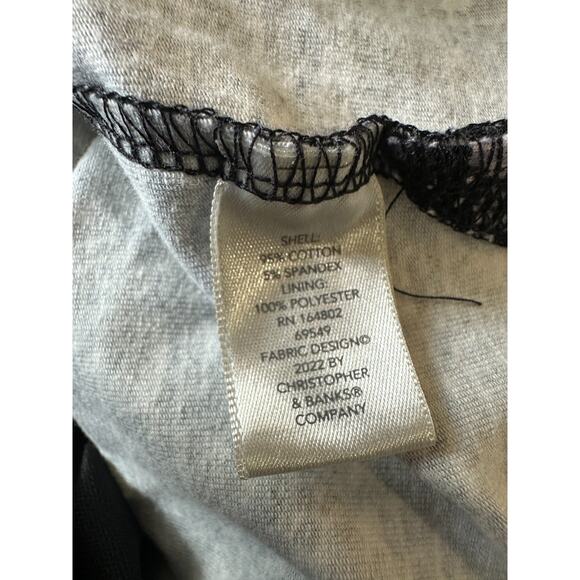 SHELL:
95% COTTON
5% SPANDEX
LINING:
100% POLYESTER
RN 164802
69549
FABRIC DESIGN©
2022 BY
CHRISTOPHER
& BANKS®
COMPANY